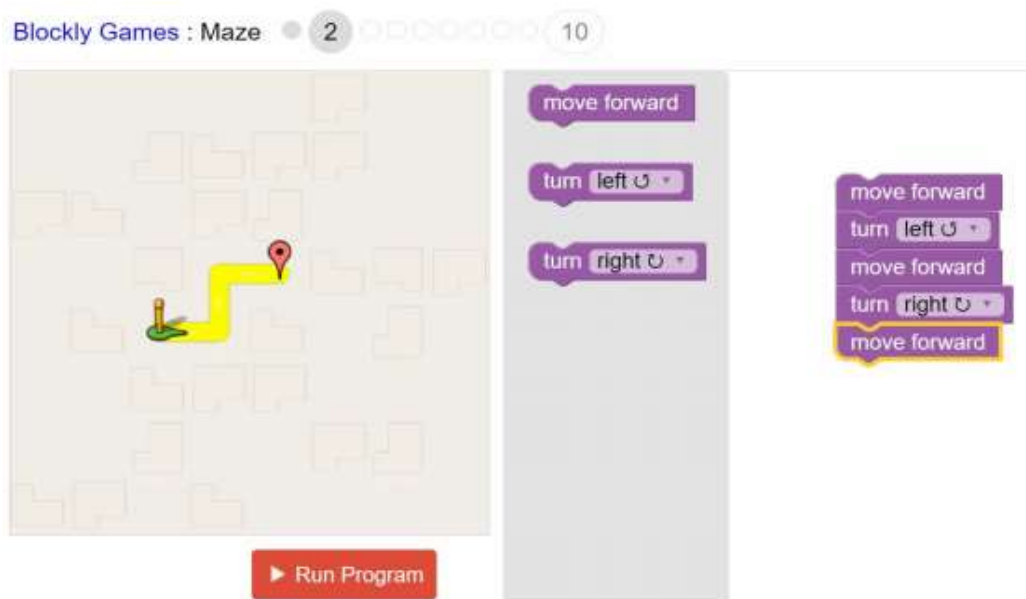 Blockly Games : Maze 2 10
move forward
turn left ↺
turn right ↻
move forward
turn left ↺
move forward
turn right ↻
move forward
Run Program